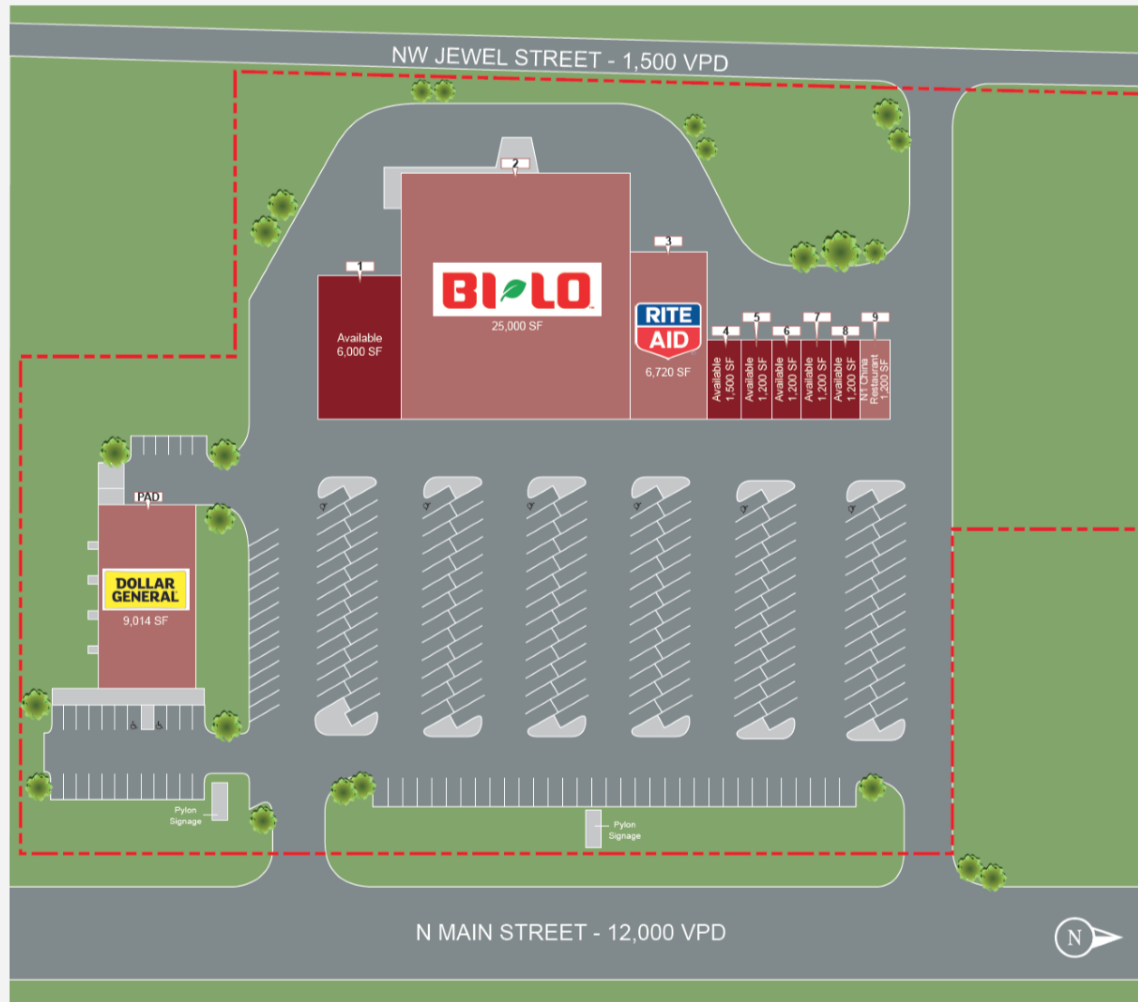 NW JEWEL STREET - 1,500 VPD
2
3
1
BI-LO
25,000 SF
RITE
AID
6,720 SF
Available
6,000 SF
4
5
6
7
8
9
Available
1,500 SF
Available
1,200 SF
Available
1,200 SF
Available
1,200 SF
Available
1,200 SF
N1 China
Restaurant
1,200 SF
PAD
DOLLAR
GENERAL
9,014 SF
Pylon
Signage
Pylon
Signage
N MAIN STREET - 12,000 VPD
N